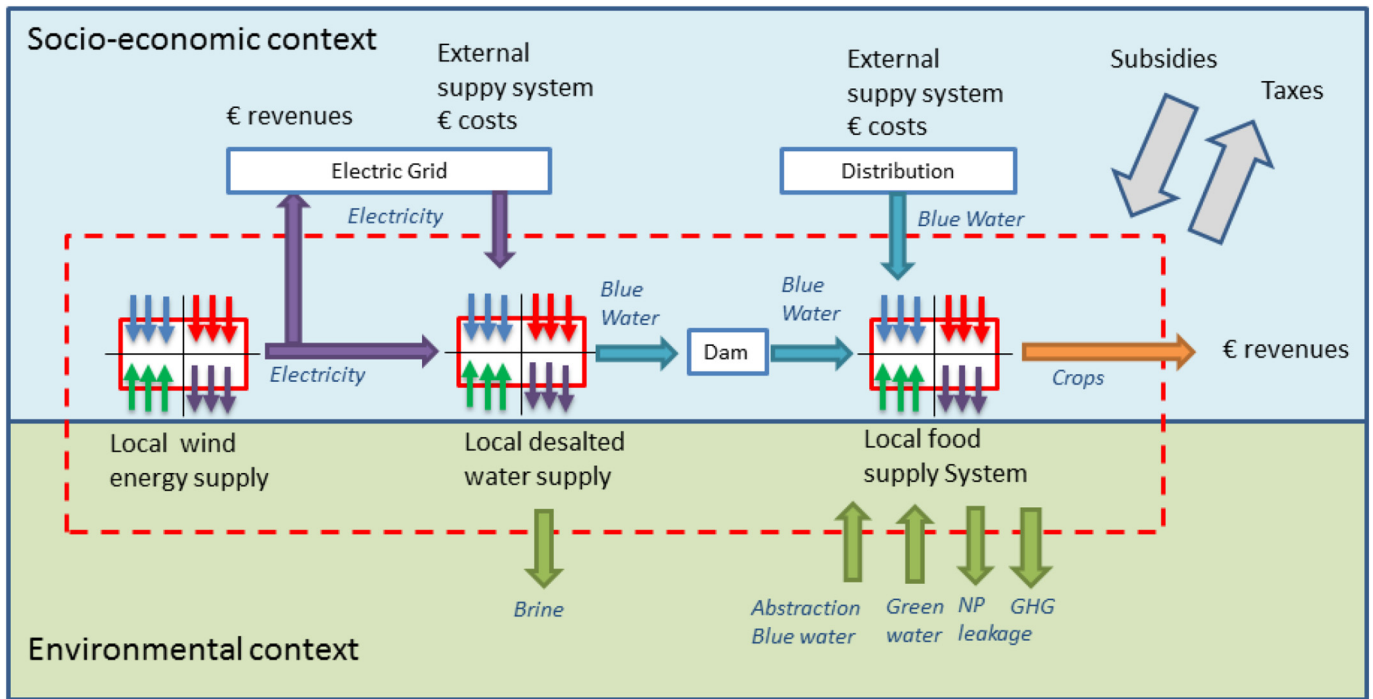 Socio-economic context
External
suppy system
€ costs
€ revenues
Electric Grid
Electricity
External
suppy system
€ costs
Distribution
Blue Water
Subsidies
Taxes
Electricity
Blue
Water
Dam
Blue
Water
Crops
€ revenues
Local wind
energy supply
Local desalted
water supply
Local food
supply System
Brine
Abstraction
Blue water
Green
water
NP
leakage
GHG
Environmental context